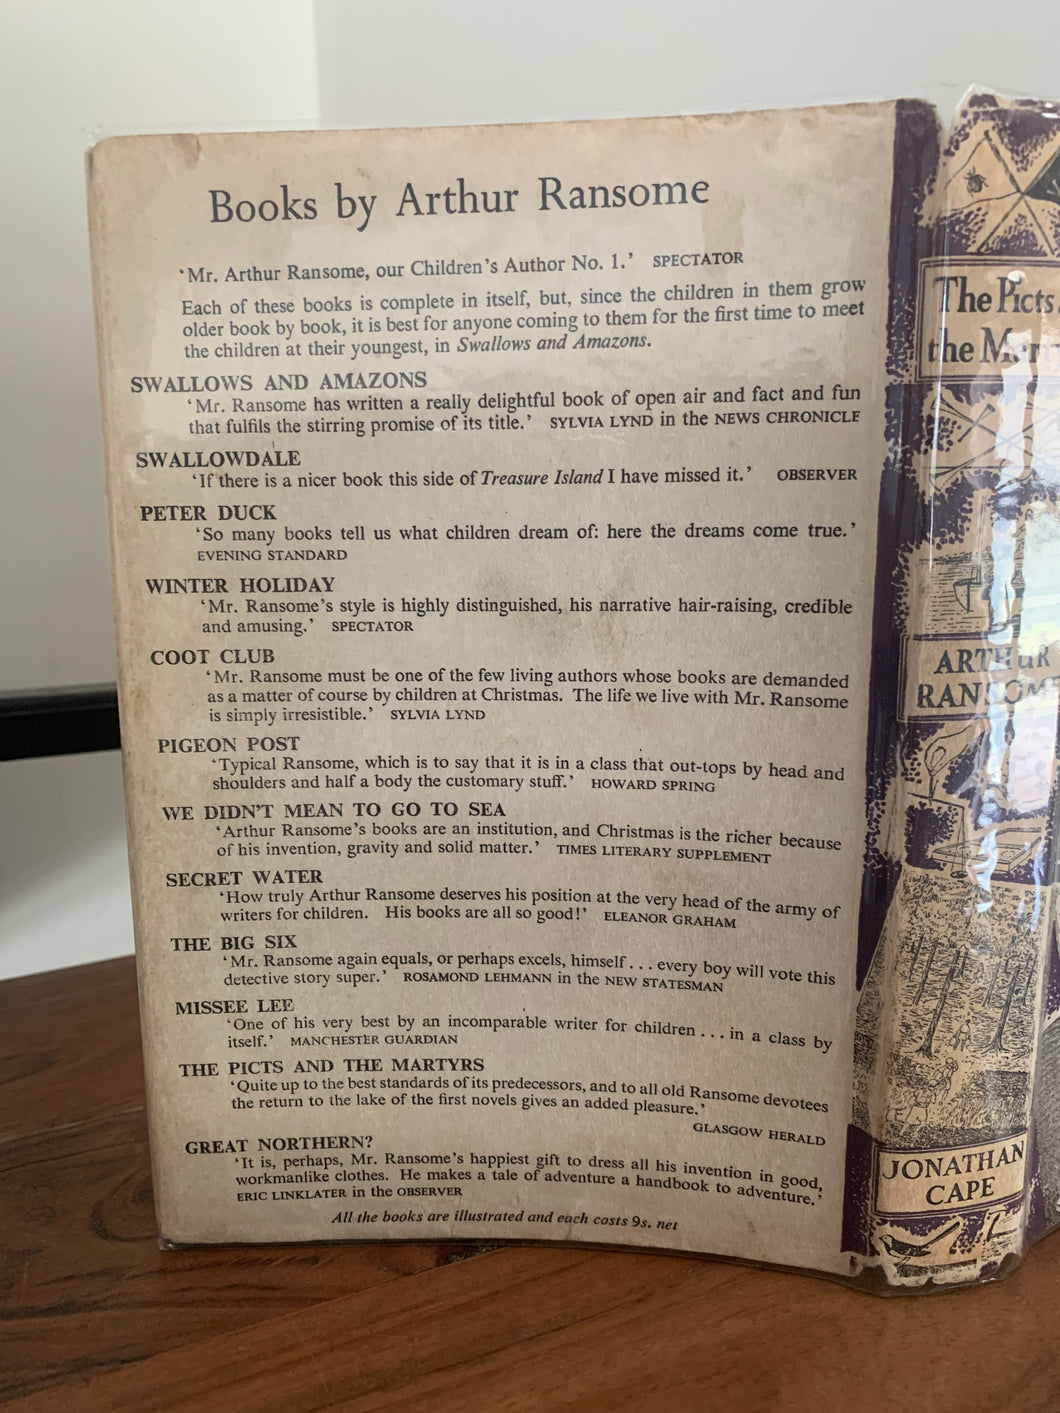 Books by Arthur Ransome
‘Mr. Arthur Ransome, our Children’s Author No. 1.’ SPECTATOR
Each of these books is complete in itself, but, since the children in them grow
older book by book, it is best for anyone coming to them for the first time to meet
the children at their youngest, in Swallows and Amazons.
SWALLOWS AND AMAZONS
‘Mr. Ransome has written a really delightful book of open air and fact and fun
that fulfils the stirring promise of its title.’ SYLVIA LYND in the NEWS CHRONICLE
SWALLOWDALE
‘If there is a nicer book this side of Treasure Island I have missed it.’ OBSERVER
PETER DUCK
‘So many books tell us what children dream of: here the dreams come true.’
EVENING STANDARD
WINTER HOLIDAY
‘Mr. Ransome’s style is highly distinguished, his narrative hair-raising, credible
and amusing.’ SPECTATOR
COOT CLUB
‘Mr. Ransome must be one of the few living authors whose books are demanded
as a matter of course by children at Christmas. The life we live with Mr. Ransome
is simply irresistible.’ SYLVIA LYND
PIGEON POST
‘Typical Ransome, which is to say that it is in a class that out-tops by head and
shoulders and half a body the customary stuff.’ HOWARD SPRING
WE DIDN’T MEAN TO GO TO SEA
‘Arthur Ransome’s books are an institution, and Christmas is the richer because
of his invention, gravity and solid matter.’ TIMES LITERARY SUPPLEMENT
SECRET WATER
‘How truly Arthur Ransome deserves his position at the very head of the army of
writers for children. His books are all so good!’ ELEANOR GRAHAM
THE BIG SIX
‘Mr. Ransome again equals, or perhaps excels, himself . . . every boy will vote this
detective story super.’ ROSAMOND LEHMANN in the NEW STATESMAN
MISSEE LEE
‘One of his very best by an incomparable writer for children . . . in a class by
itself.’ MANCHESTER GUARDIAN
THE PICTS AND THE MARTYRS
‘Quite up to the best standards of its predecessors, and to all old Ransome devotees
the return to the lake of the first novels gives an added pleasure.’
GLASGOW HERALD
GREAT NORTHERN?
‘It is, perhaps, Mr. Ransome’s happiest gift to dress all his invention in good,
workmanlike clothes. He makes a tale of adventure a handbook to adventure.’
ERIC LINKLATER in the OBSERVER
All the books are illustrated and each costs 9s. net
The Picts
the
ARTHUR
RANSOME
JONATHAN
CAPE